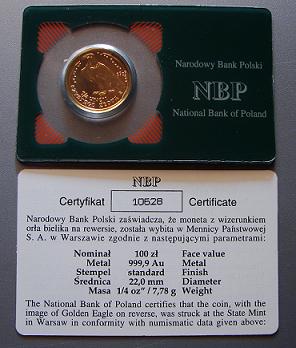 Narodowy Bank Polski
NBP
National Bank of Poland
NBP
Certyfikat 10528 Certificate
Narodowy Bank Polski zaświadcza, że moneta z wizerunkiem
orła bielika na rewersie, została wybita w Mennicy Państwowej
S. A. w Warszawie zgodnie z następującymi parametrami:
Nominał 100 zł Face value
Metal 999,9 Au Metal
Stempel standard Finish
Średnica 22,0 mm Diameter
Masa 1/4 oz" / 7,78 g Weight
The National Bank of Poland certifies that the coin, with the
image of Golden Eagle on reverse, was struck at the State Mint
in Warsaw in conformity with numismatic data given above: